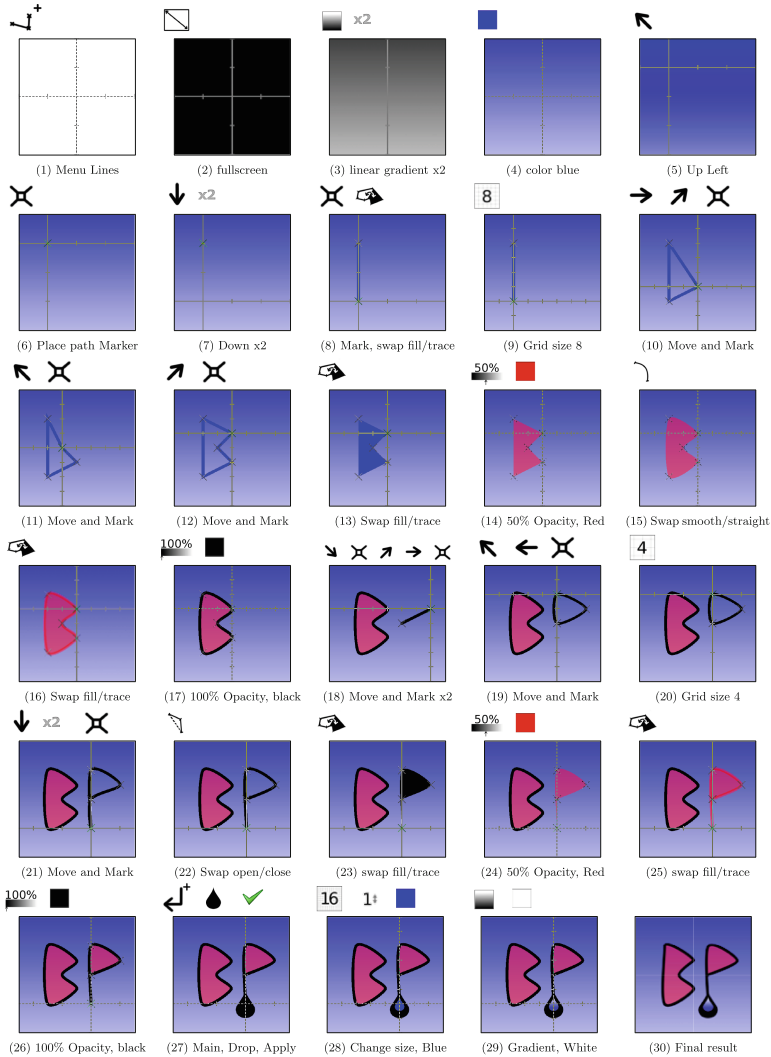 x2
(1) Menu Lines
(2) fullscreen
(3) linear gradient x2
(4) color blue
(5) Up Left
x2
8
(6) Place path Marker
(7) Down x2
(8) Mark, swap fill/trace
(9) Grid size 8
(10) Move and Mark
50%
(11) Move and Mark
(12) Move and Mark
(13) Swap fill/trace
(14) 50% Opacity, Red
(15) Swap smooth/straight
100%
4
(16) Swap fill/trace
(17) 100% Opacity, black
(18) Move and Mark x2
(19) Move and Mark
(20) Grid size 4
x2
50%
(21) Move and Mark
(22) Swap open/close
(23) swap fill/trace
(24) 50% Opacity, Red
(25) swap fill/trace
100%
16
1
(26) 100% Opacity, black
(27) Main, Drop, Apply
(28) Change size, Blue
(29) Gradient, White
(30) Final result